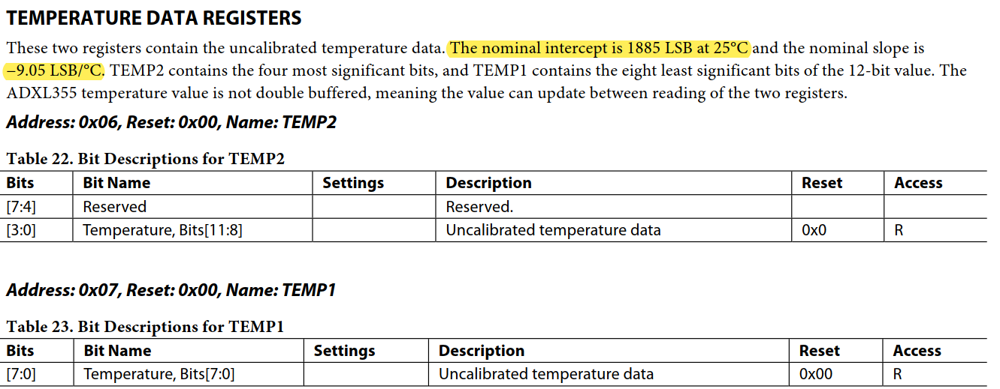 TEMPERATURE DATA REGISTERS
These two registers contain the uncalibrated temperature data. The nominal intercept is 1885 LSB at 25°C and the nominal slope is
−9.05 LSB/°C. TEMP2 contains the four most significant bits, and TEMP1 contains the eight least significant bits of the 12-bit value. The
ADXL355 temperature value is not double buffered, meaning the value can update between reading of the two registers.
Address: 0x06, Reset: 0x00, Name: TEMP2
Table 22. Bit Descriptions for TEMP2
Bits Bit Name Settings Description Reset Access
[7:4] Reserved Reserved.
[3:0] Temperature, Bits[11:8] Uncalibrated temperature data 0x0 R
Address: 0x07, Reset: 0x00, Name: TEMP1
Table 23. Bit Descriptions for TEMP1
Bits Bit Name Settings Description Reset Access
[7:0] Temperature, Bits[7:0] Uncalibrated temperature data 0x00 R